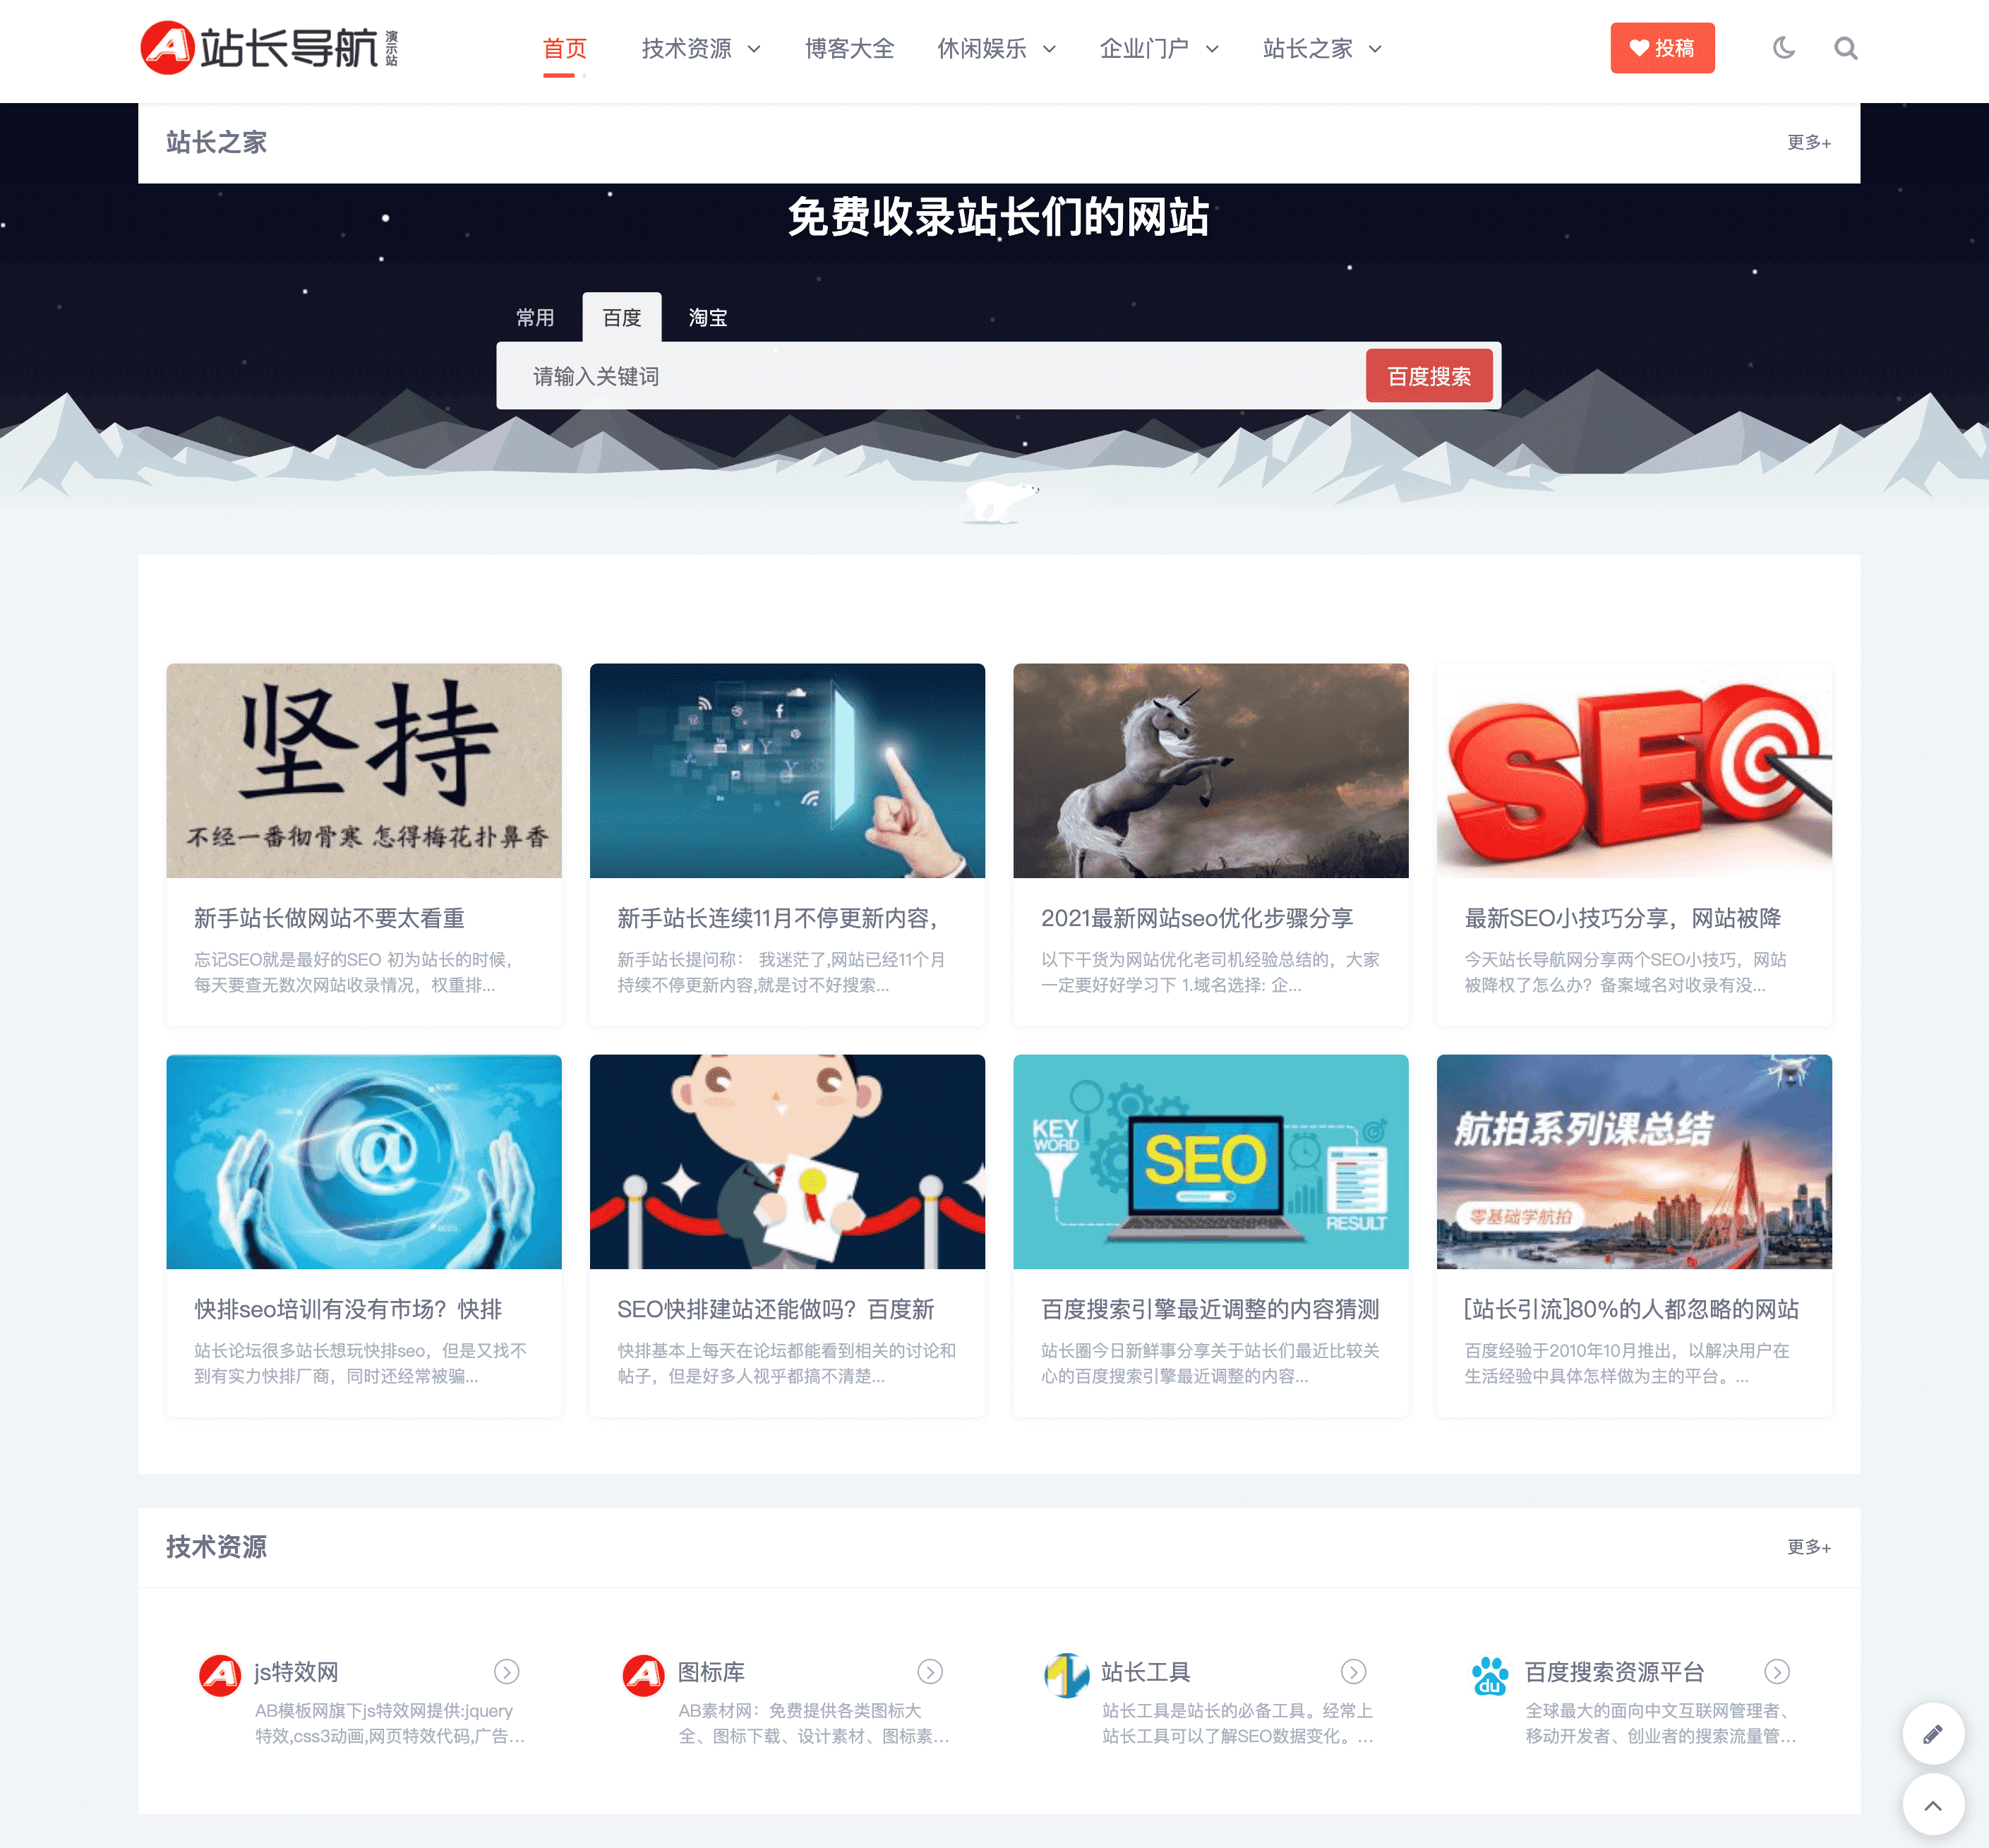 站长导航 演示站
首页 技术资源 博客大全 休闲娱乐 企业门户 站长之家 投稿
站长之家 更多+
免费收录站长们的网站
常用 百度 淘宝
请输入关键词 百度搜索
坚持
不经一番彻骨寒 怎得梅花扑鼻香
SEO
新手站长做网站不要太看重
忘记SEO就是最好的SEO 初为站长的时候，
每天要查无数次网站收录情况，权重排...
新手站长连续11月不停更新内容，
新手站长提问称： 我迷茫了,网站已经11个月
持续不停更新内容,就是讨不好搜索...
2021最新网站seo优化步骤分享
以下干货为网站优化老司机经验总结的，大家
一定要好好学习下 1.域名选择: 企...
最新SEO小技巧分享，网站被降
今天站长导航网分享两个SEO小技巧，网站
被降权了怎么办？备案域名对收录有没...
@
KEY
WORD
SEO
RESULT
航拍系列课总结
零基础学航拍
快排seo培训有没有市场？快排
站长论坛很多站长想玩快排seo，但是又找不
到有实力快排厂商，同时还经常被骗...
SEO快排建站还能做吗？百度新
快排基本上每天在论坛都能看到相关的讨论和
帖子，但是好多人视乎都搞不清楚...
百度搜索引擎最近调整的内容猜测
站长圈今日新鲜事分享关于站长们最近比较关
心的百度搜索引擎最近调整的内容...
[站长引流]80%的人都忽略的网站
百度经验于2010年10月推出，以解决用户在
生活经验中具体怎样做为主的平台。...
技术资源 更多+
js特效网
AB模板网旗下js特效网提供:jquery
特效,css3动画,网页特效代码,广告...
图标库
AB素材网：免费提供各类图标大
全、图标下载、设计素材、图标素...
站长工具
站长工具是站长的必备工具。经常上
站长工具可以了解SEO数据变化。...
du
百度搜索资源平台
全球最大的面向中文互联网管理者、
移动开发者、创业者的搜索流量管...